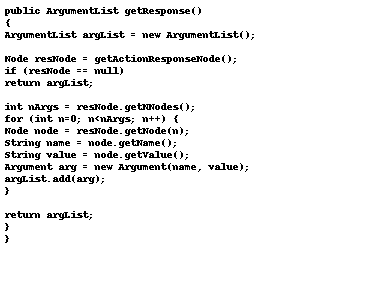 public ArgumentList getResponse()
{
ArgumentList argList = new ArgumentList();

Node resNode = getActionResponseNode();
if (resNode == null)
return argList;

int nArgs = resNode.getNNodes();
for (int n=0; n<nArgs; n++) {
Node node = resNode.getNode(n);
String name = node.getName();
String value = node.getValue();
Argument arg = new Argument(name, value);
argList.add(arg);
}

return argList;
}
}